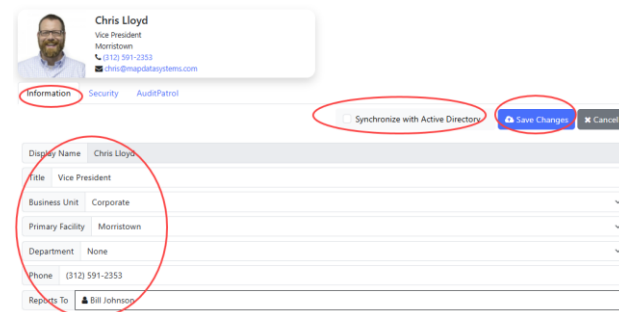 Chris Lloyd
Vice President
Morristown
(312) 591-2353
chris@mapdatasystems.com
Information Security AuditPatrol
Synchronize with Active Directory Save Changes Cancel
Display Name Chris Lloyd
Title Vice President
Business Unit Corporate
Primary Facility Morristown
Department None
Phone (312) 591-2353
Reports To Bill Johnson